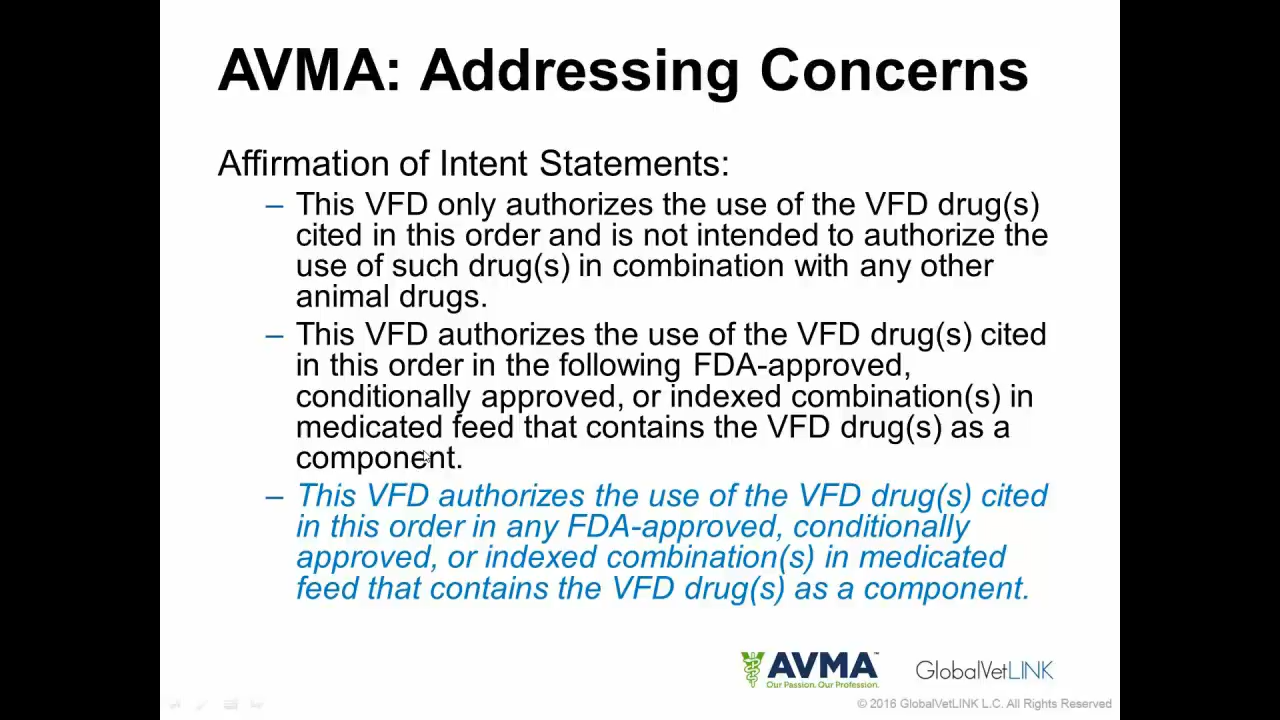 AVMA: Addressing Concerns
Affirmation of Intent Statements:
– This VFD only authorizes the use of the VFD drug(s)
cited in this order and is not intended to authorize the
use of such drug(s) in combination with any other
animal drugs.
– This VFD authorizes the use of the VFD drug(s) cited
in this order in the following FDA-approved,
conditionally approved, or indexed combination(s) in
medicated feed that contains the VFD drug(s) as a
component.
– This VFD authorizes the use of the VFD drug(s) cited
in this order in any FDA-approved, conditionally
approved, or indexed combination(s) in medicated
feed that contains the VFD drug(s) as a component.
AVMA™
Our Passion. Our Profession.
GlobalVetLINK
© 2016 GlobalVetLINK L.C. All Rights Reserved